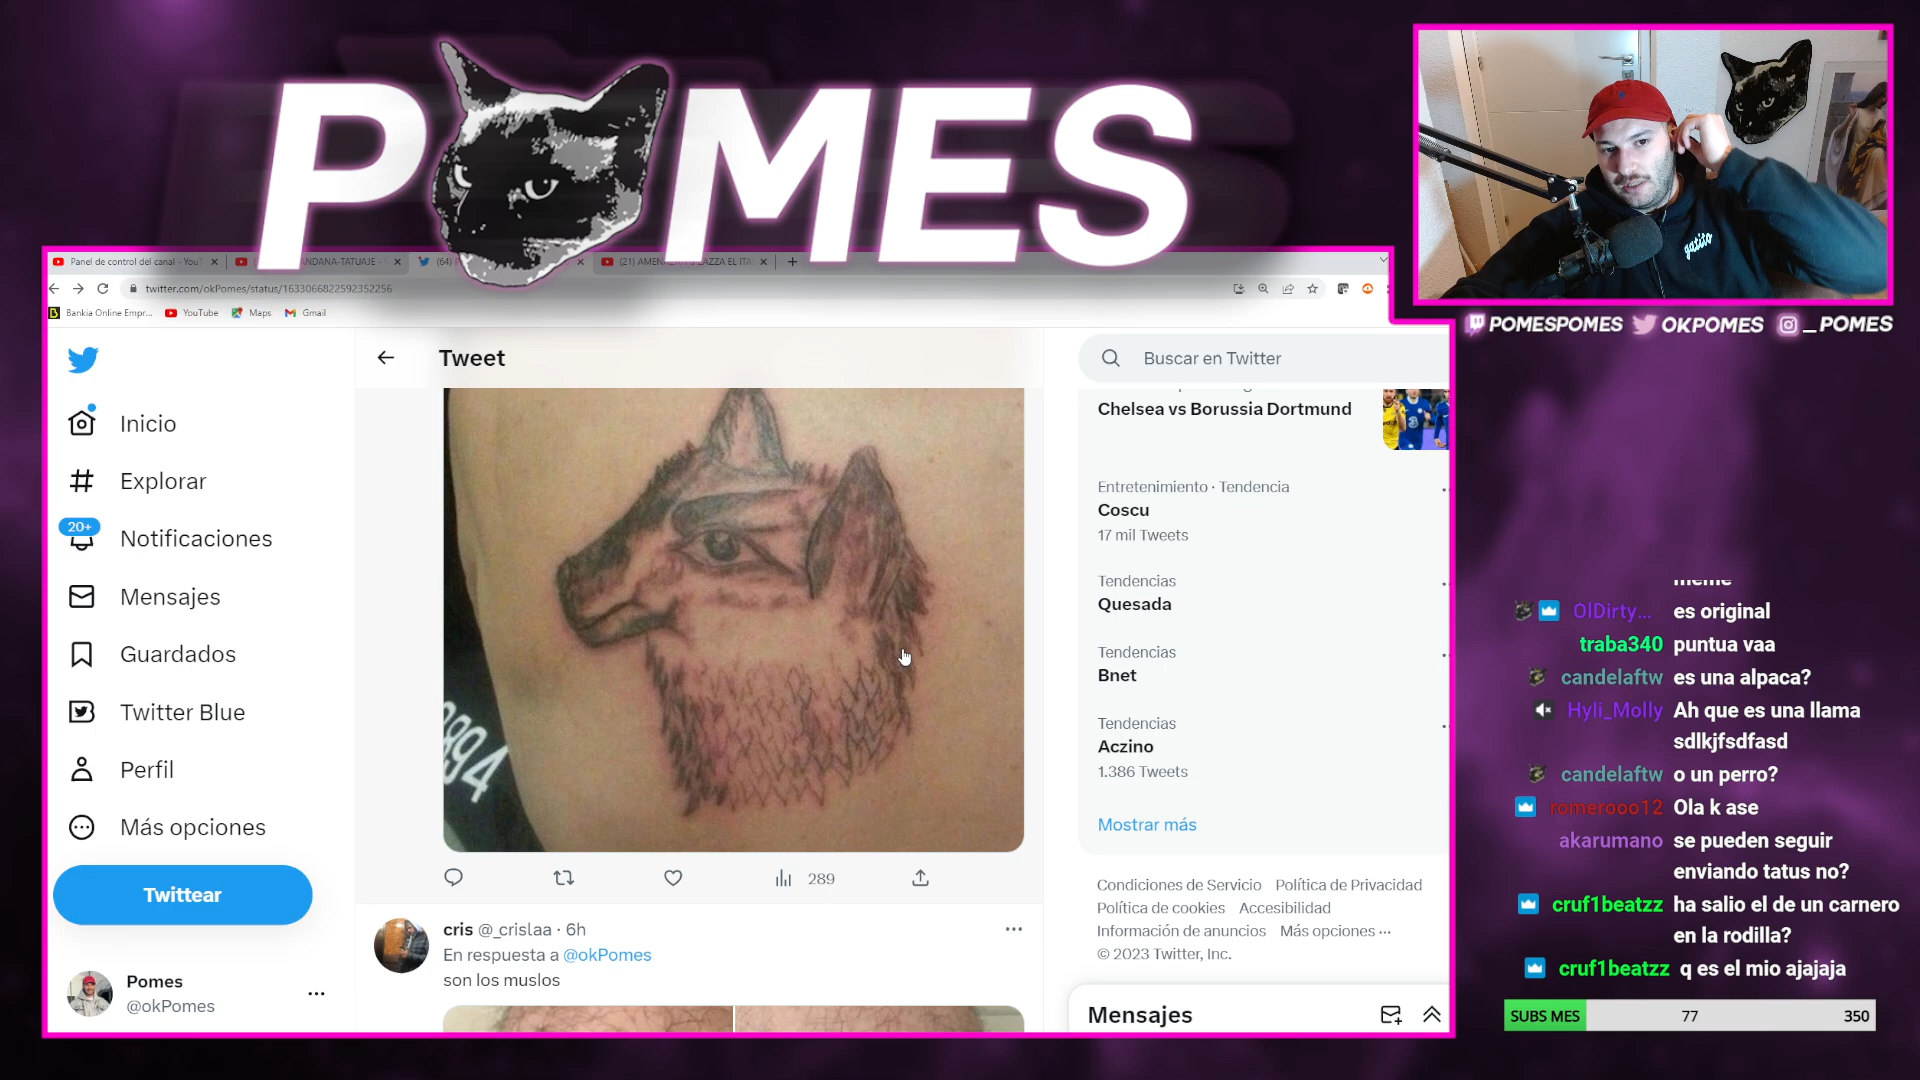 POMES
Panel de control del canal - YouT
ANDANA-TATUAJE -
(64)
(21) AMEN
AZZA EL ITA
twitter.com/okPomes/status/1633066822592352256
Bankia Online Empr...
YouTube
Maps
Gmail
gatito
POMESPOMES
OKPOMES
_POMES
Tweet
Buscar en Twitter
Inicio
Explorar
20+
Notificaciones
Mensajes
Guardados
Twitter Blue
Perfil
Más opciones
Twittear
Pomes
@okPomes
894
289
cris @_crislaa · 6h
En respuesta a @okPomes
son los muslos
Chelsea vs Borussia Dortmund
Entretenimiento · Tendencia
Coscu
17 mil Tweets
Tendencias
Quesada
Tendencias
Bnet
Tendencias
Aczino
1.386 Tweets
Mostrar más
Condiciones de Servicio Política de Privacidad
Política de cookies Accesibilidad
Información de anuncios Más opciones ...
© 2023 Twitter, Inc.
Mensajes
meme
OlDirty... es original
traba340 puntua vaa
candelaftw es una alpaca?
Hyli_Molly Ah que es una llama
sdlkjfsdfasd
candelaftw o un perro?
romerooo12 Ola k ase
akarumano se pueden seguir
enviando tatus no?
cruf1beatzz ha salio el de un carnero
en la rodilla?
cruf1beatzz q es el mio ajajaja
SUBS MES 77 350